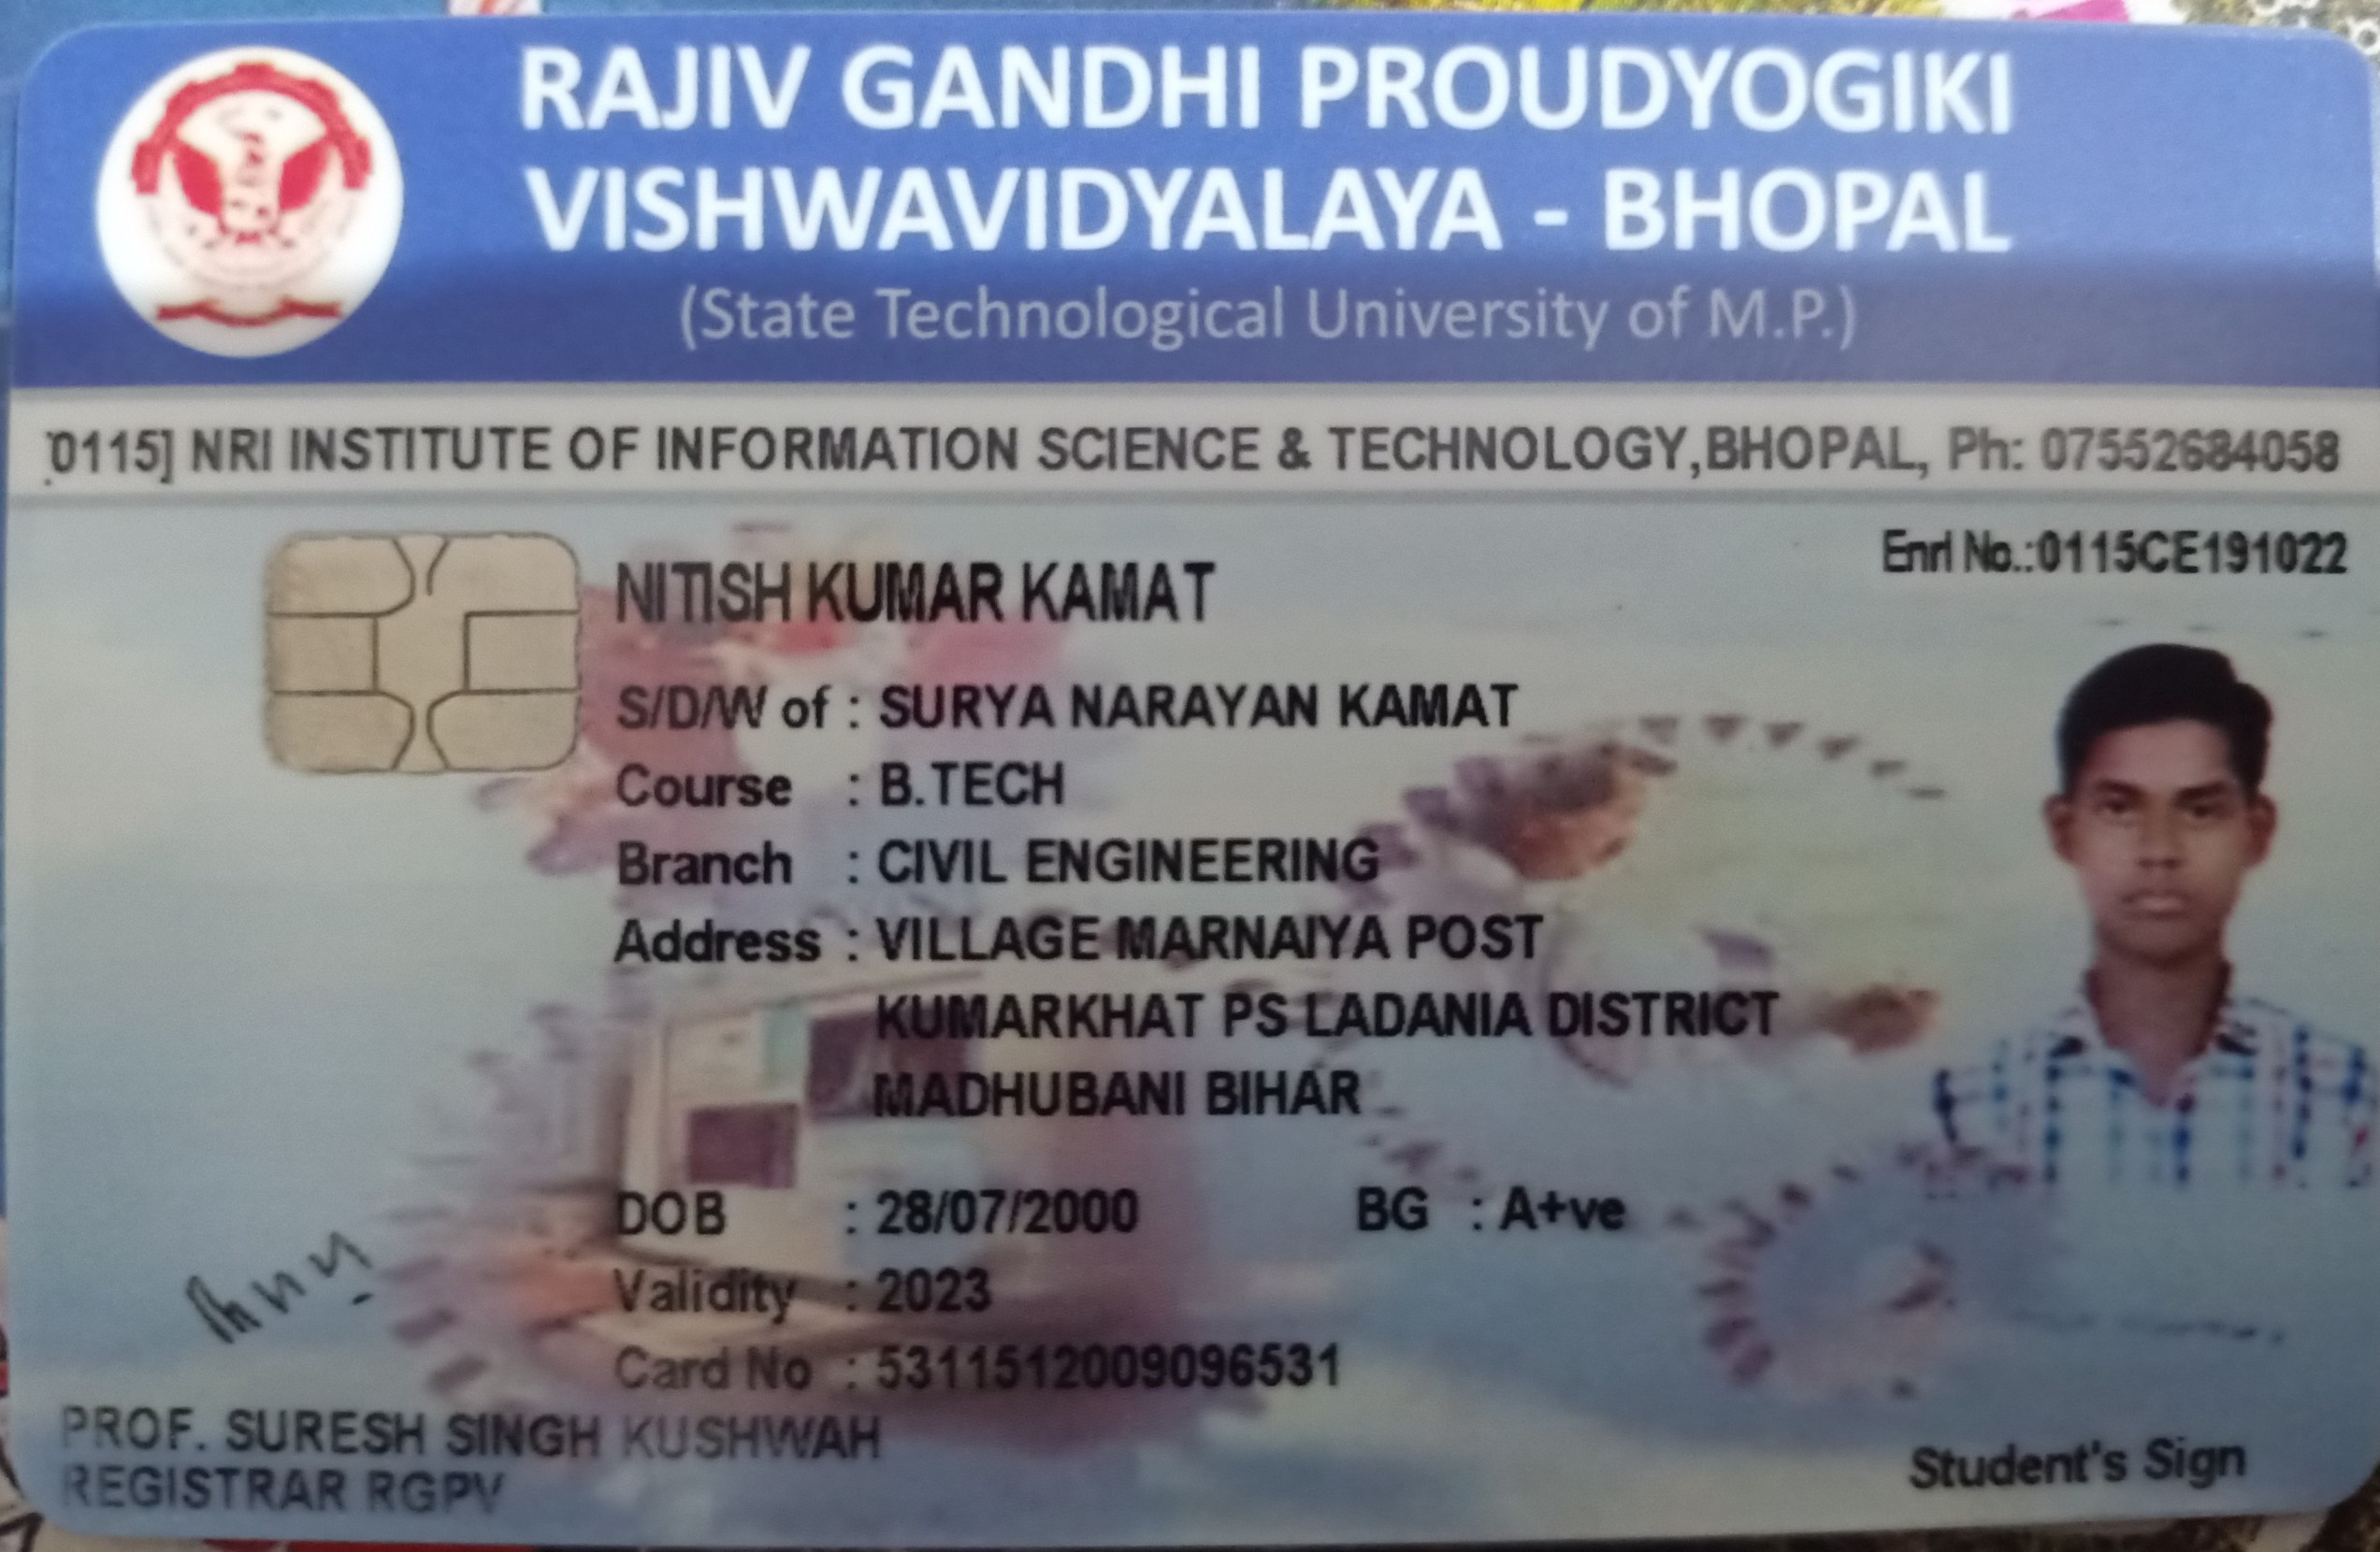 RAJIV GANDHI PROUDYOGIKI
VISHWAVIDYALAYA - BHOPAL
(State Technological University of M.P.)
[0115] NRI INSTITUTE OF INFORMATION SCIENCE & TECHNOLOGY,BHOPAL, Ph: 07552684058
Enrl No.:0115CE191022
NITISH KUMAR KAMAT
S/D/W of : SURYA NARAYAN KAMAT
Course : B.TECH
Branch : CIVIL ENGINEERING
Address : VILLAGE MARNAIYA POST
KUMARKHAT PS LADANIA DISTRICT
MADHUBANI BIHAR
DOB : 28/07/2000 BG : A+ve
Validity : 2023
Card No : 5311512009096531
PROF. SURESH SINGH KUSHWAH
REGISTRAR RGPV
Student's Sign